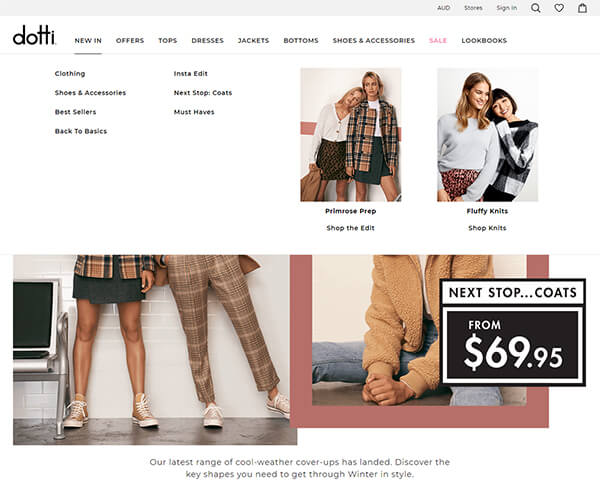 AUD Stores Sign In
dotti
NEW IN OFFERS TOPS DRESSES JACKETS BOTTOMS SHOES & ACCESSORIES SALE LOOKBOOKS
Clothing
Shoes & Accessories
Best Sellers
Back To Basics
Insta Edit
Next Stop: Coats
Must Haves
Primrose Prep
Shop the Edit
Fluffy Knits
Shop Knits
NEXT STOP...COATS
FROM
$69.95
Our latest range of cool-weather cover-ups has landed. Discover the
key shapes you need to get through Winter in style.